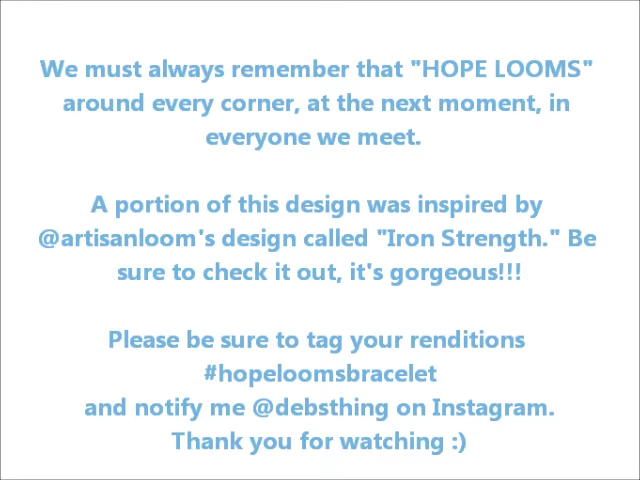 We must always remember that "HOPE LOOMS"
around every corner, at the next moment, in
everyone we meet.
A portion of this design was inspired by
@artisanloom's design called "Iron Strength." Be
sure to check it out, it's gorgeous!!!
Please be sure to tag your renditions
#hopeloomsbracelet
and notify me @debsthing on Instagram.
Thank you for watching :)